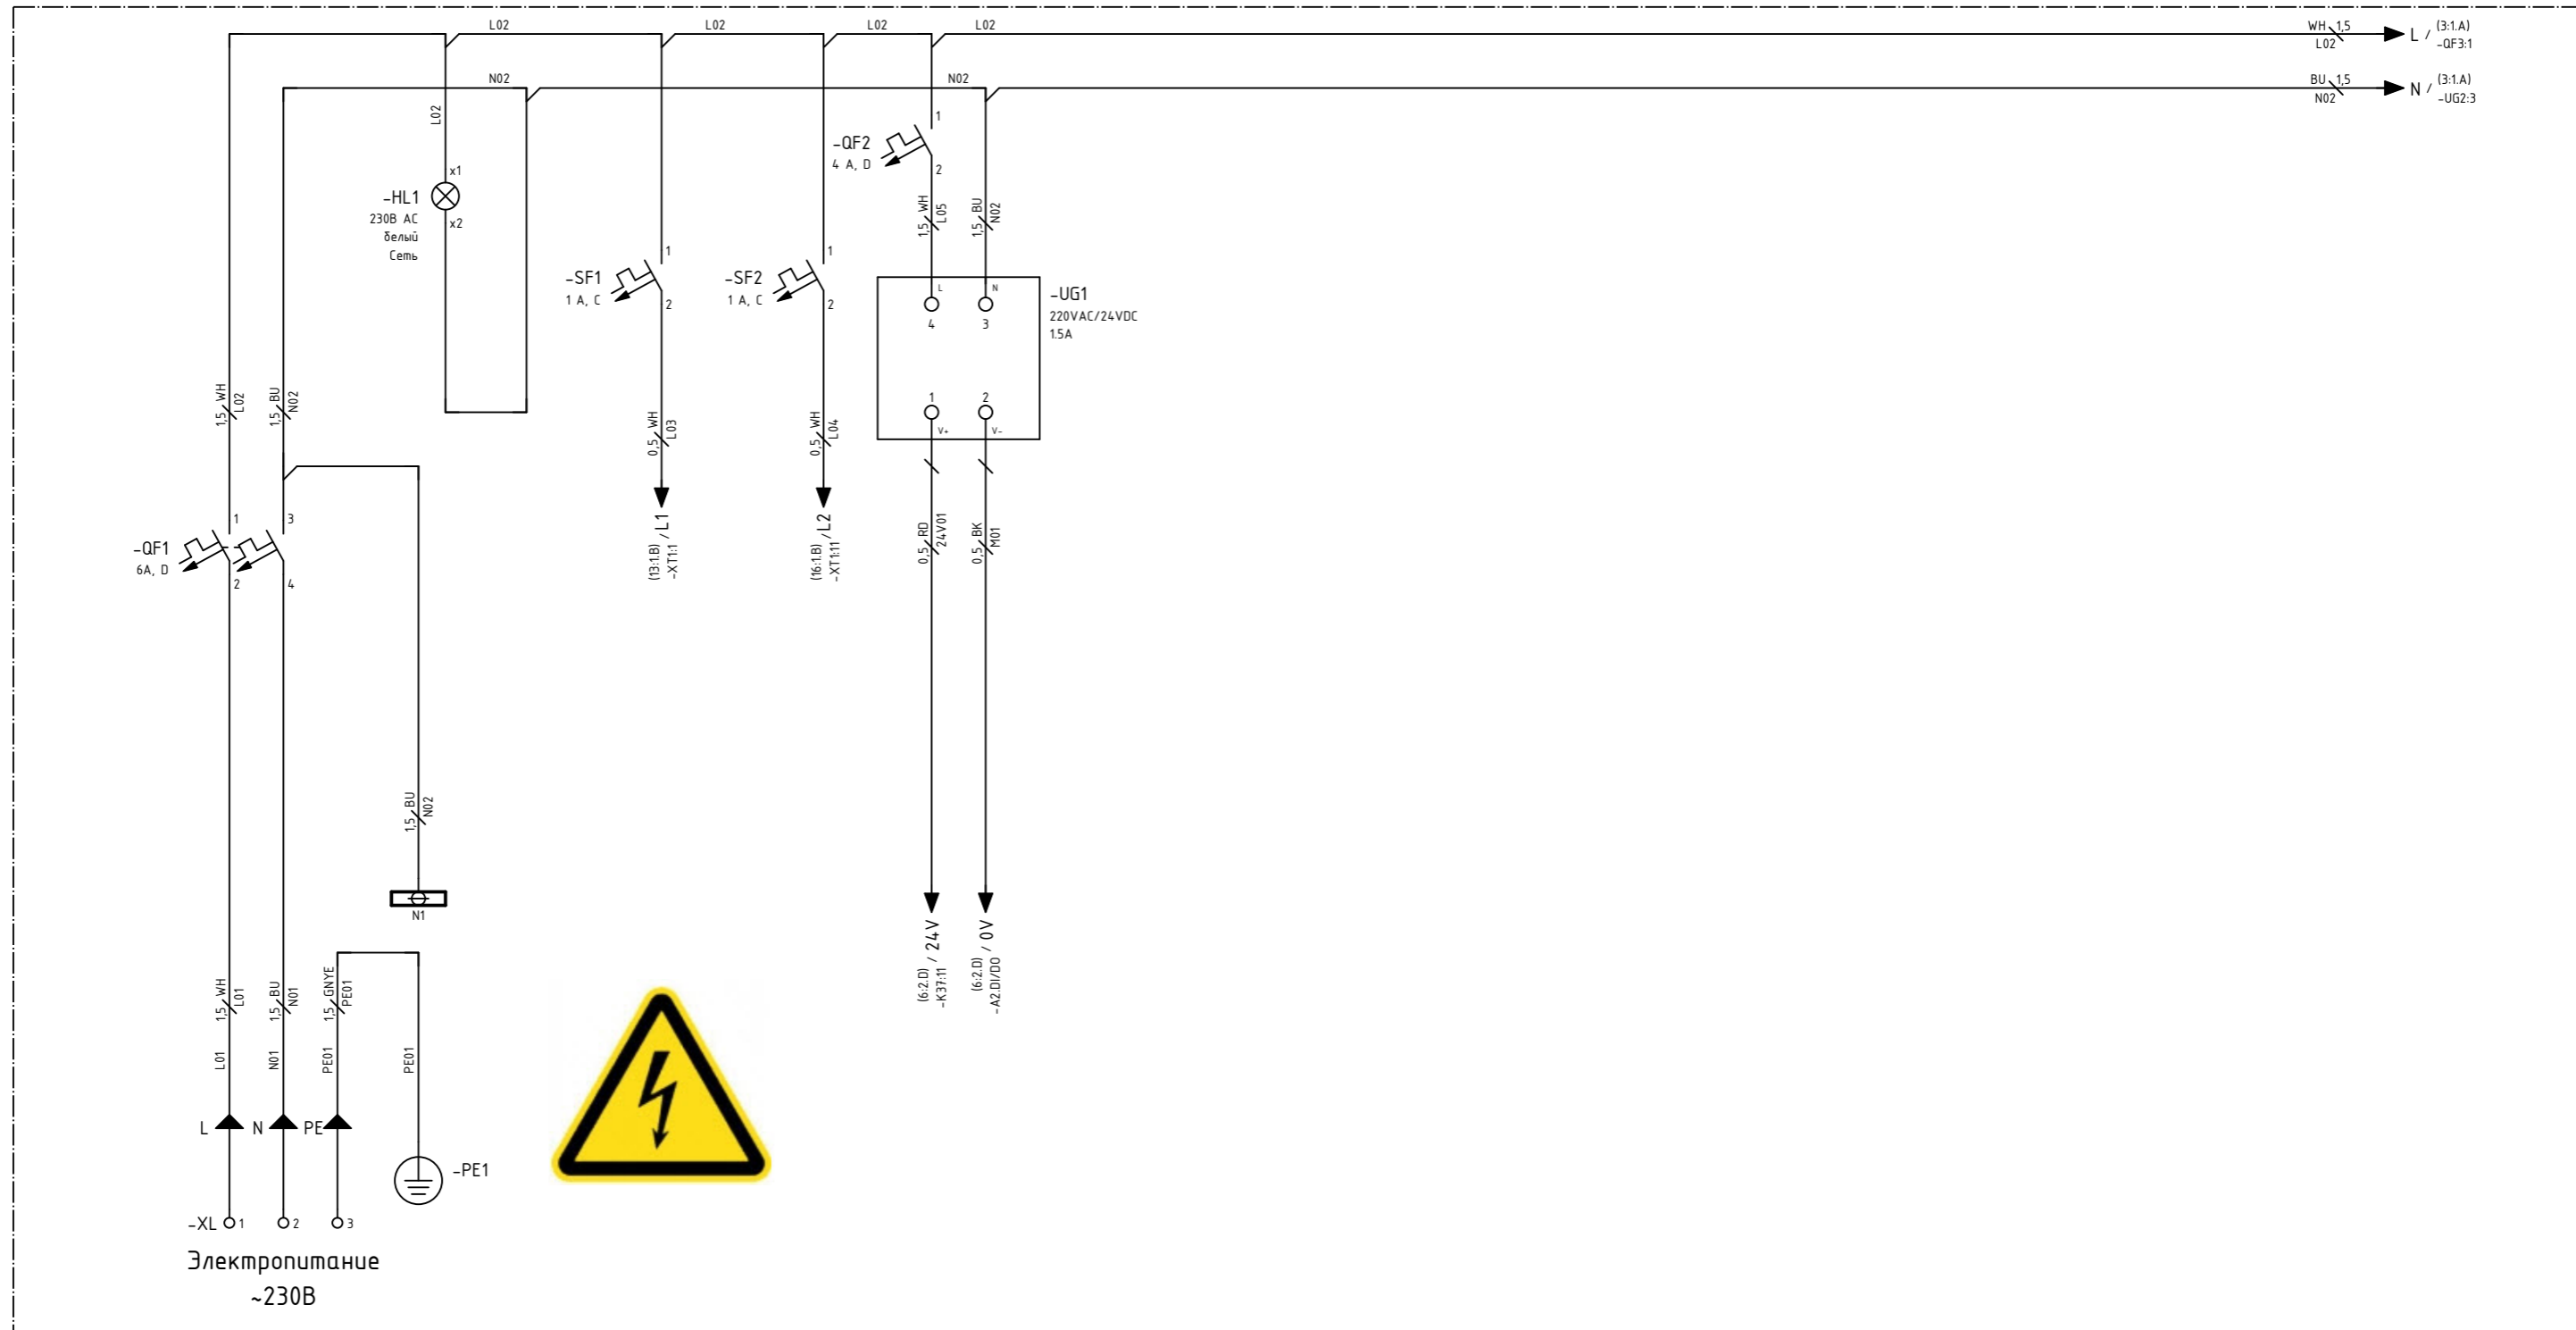 L02
L02
L02
L02
WH 1,5
L02
L / (3:1.A)
-QF3:1
N02
N02
BU 1,5
N02
N / (3:1.A)
-UG2:3
L02
-HL1
230В AC
белый
Сеть
x1
x2
-QF2
4 A, D
1
2
1,5 WH
L05
1,5 BU
N02
-SF1
1 A, C
1
2
-SF2
1 A, C
1
2
L
N
4
3
-UG1
220VAC/24VDC
1.5A
1
2
V+
V-
1,5 WH
L02
1,5 BU
N02
0,5 WH
L03
0,5 WH
L04
-QF1
6A, D
1
2
3
4
(13:1.B) / L1
-XT1:1
(16:1.B) / L2
-XT1:11
0,5 RD
24V01
0,5 BK
M01
1,5 BU
N02
N1
(6:2.D) / 24V
-K37:11
(6:2.D) / 0V
-A2.DI/DO
1,5 WH
L01
1,5 BU
N01
1,5 GNYE
PE01
L01
N01
PE01
PE01
L
N
PE
-PE1
-XL
1
2
3
Электропитание
~230В